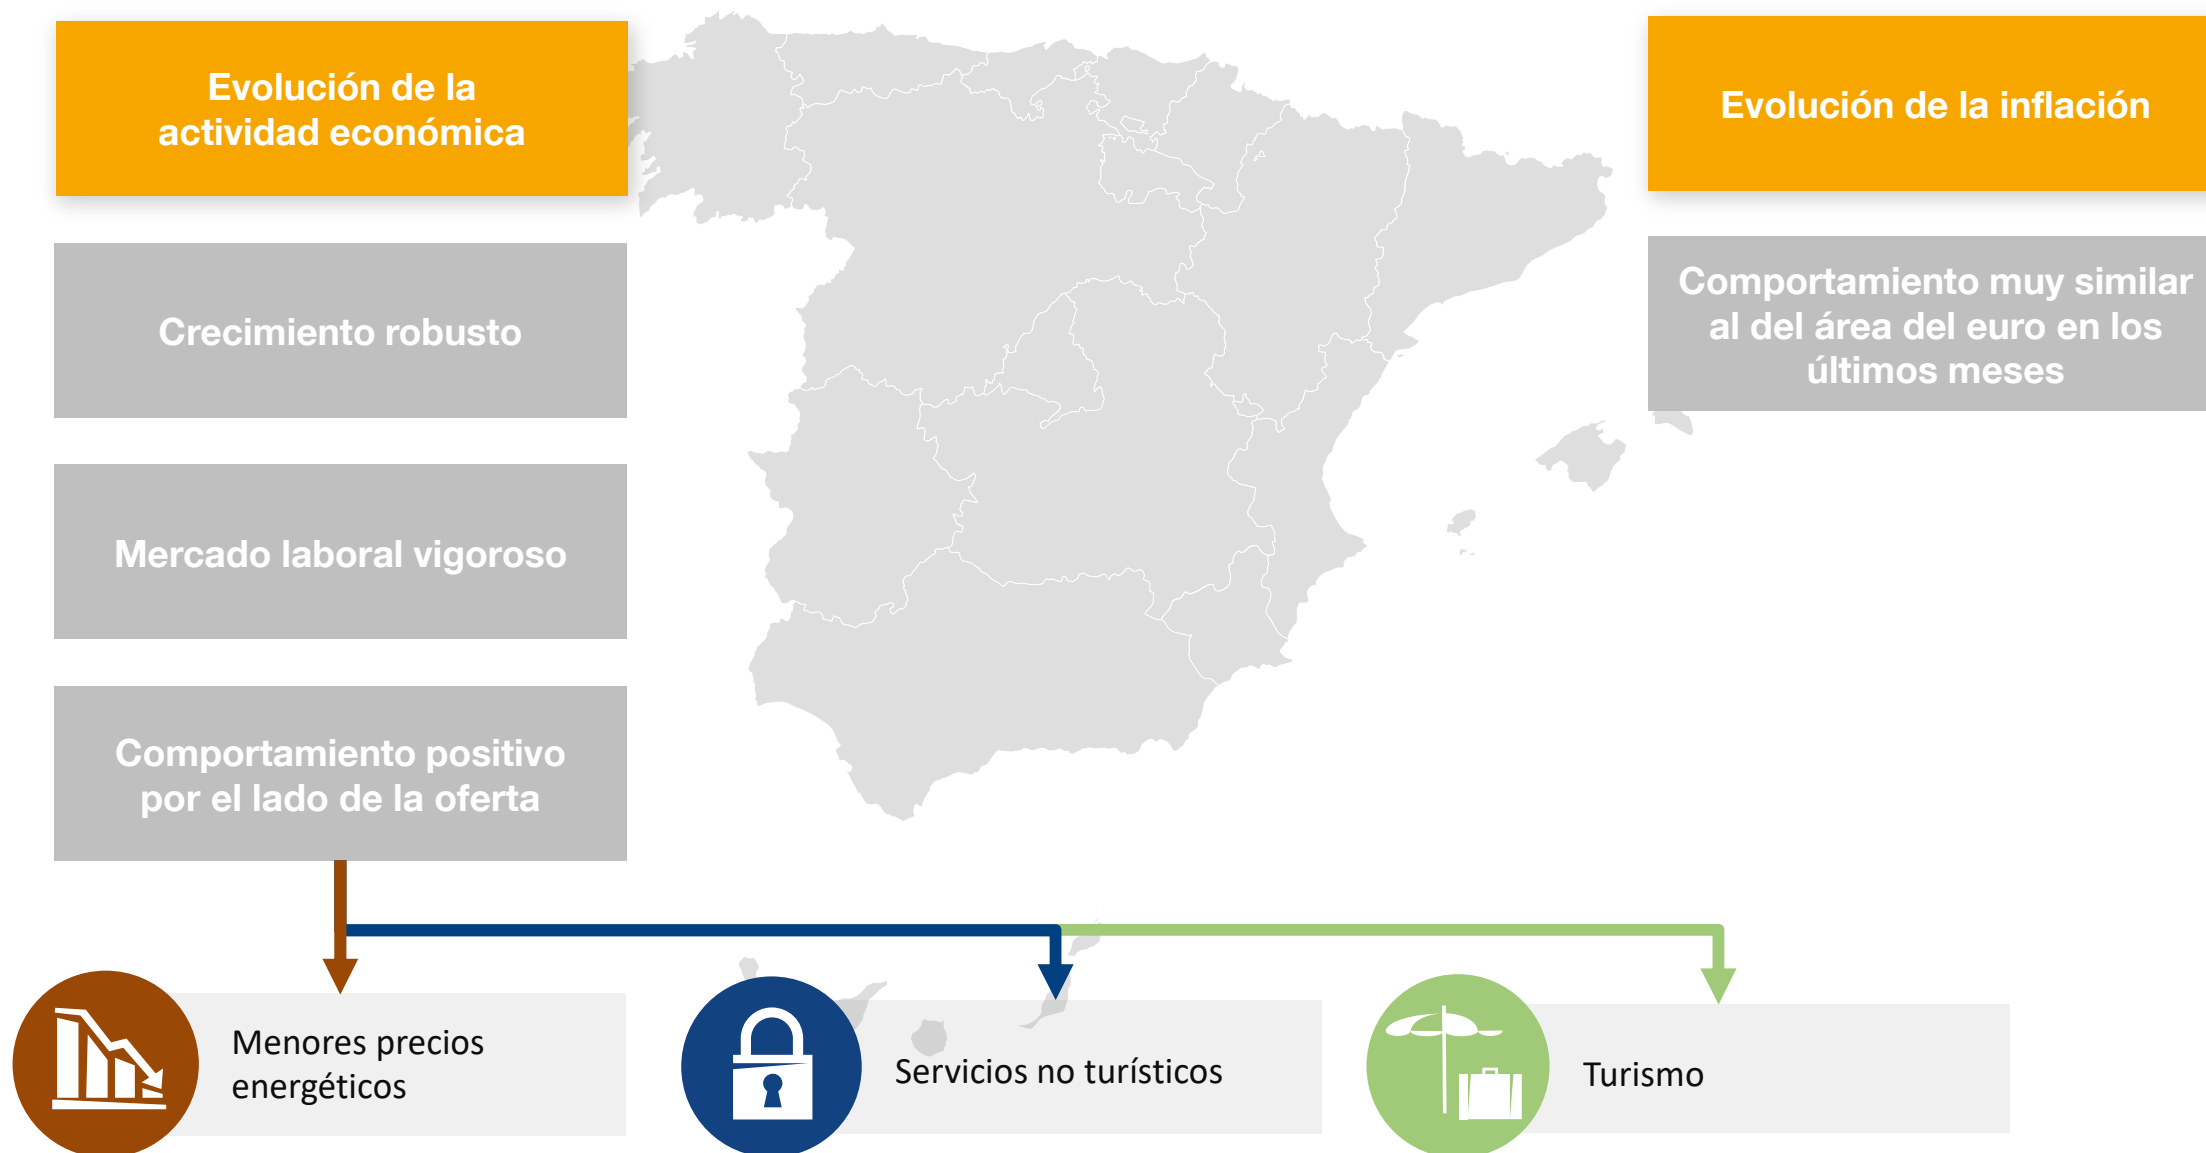 Evolución de la
actividad económica
Crecimiento robusto
Mercado laboral vigoroso
Comportamiento positivo
por el lado de la oferta
Evolución de la inflación
Comportamiento muy similar
al del área del euro en los
últimos meses
Menores precios
energéticos
Servicios no turísticos
Turismo